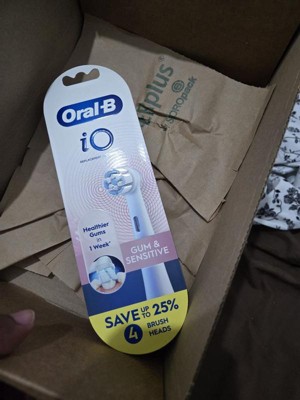 Oral-B
iO
Healthier
Gums
in
1 Week*
GUM &
SENSITIVE
SAVE UP TO 25%
4 BRUSH
HEADS